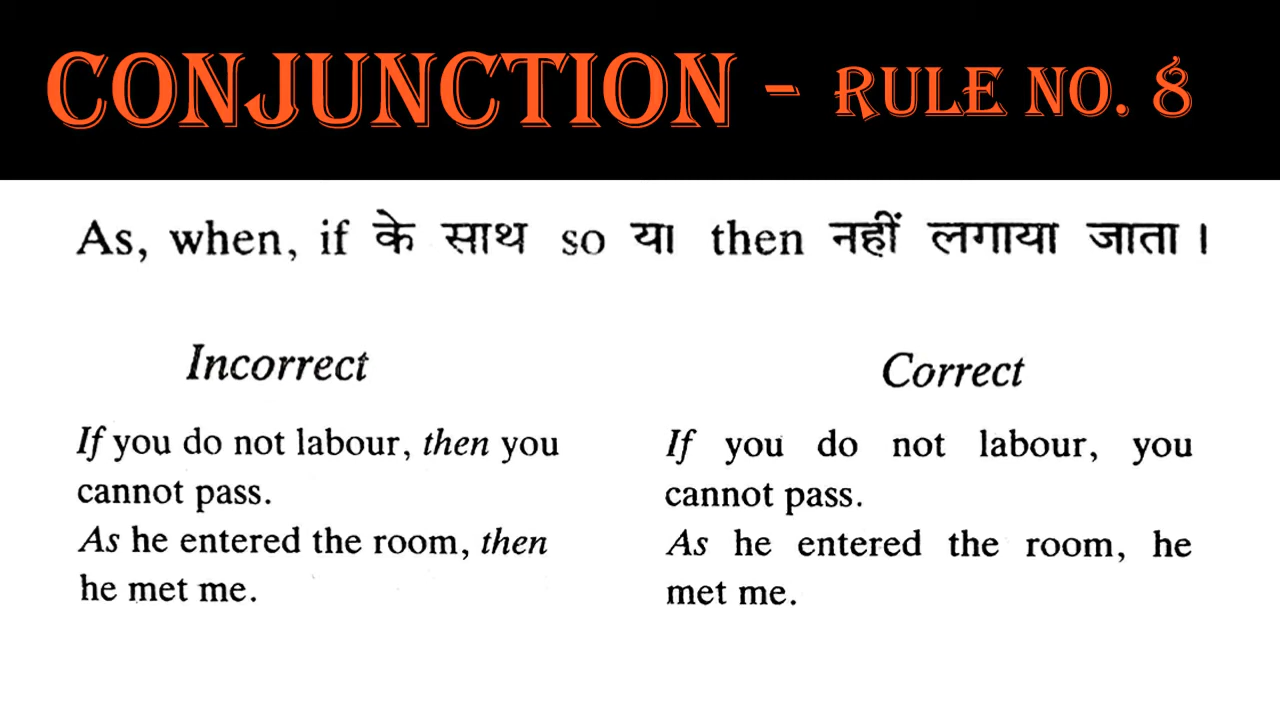 CONJUNCTION - RULE NO. 8
As, when, if के साथ so या then नहीं लगाया जाता ।
Incorrect
If you do not labour, then you
cannot pass.
As he entered the room, then
he met me.
Correct
If you do not labour, you
cannot pass.
As he entered the room, he
met me.